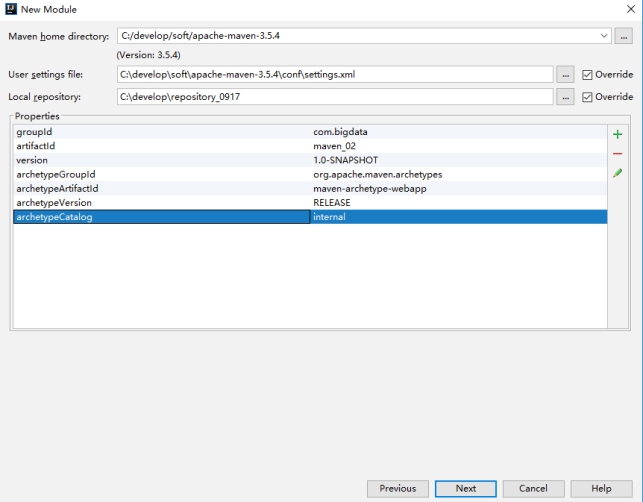 New Module
Maven home directory: C:/develop/soft/apache-maven-3.5.4 ...
(Version: 3.5.4)
User settings file: C:\develop\soft\apache-maven-3.5.4\conf\settings.xml ... Override
Local repository: C:\develop\repository_0917 ... Override
Properties
groupId com.bigdata
artifactId maven_02
version 1.0-SNAPSHOT
archetypeGroupId org.apache.maven.archetypes
archetypeArtifactId maven-archetype-webapp
archetypeVersion RELEASE
archetypeCatalog internal
Previous Next Cancel Help